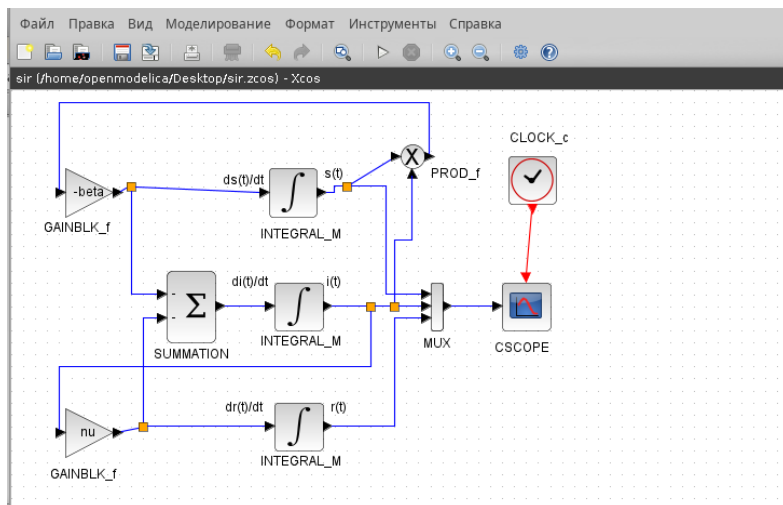 Файл Правка Вид Моделирование Формат Инструменты Справка
sir (/home/openmodelica/Desktop/sir.zcos) - Xcos
CLOCK_c
ds(t)/dt s(t) X PROD_f
-beta ∫
GAINBLK_f INTEGRAL_M
di(t)/dt i(t)
- - Σ ∫
SUMMATION INTEGRAL_M MUX CSCOPE
dr(t)/dt r(t)
nu ∫
GAINBLK_f INTEGRAL_M